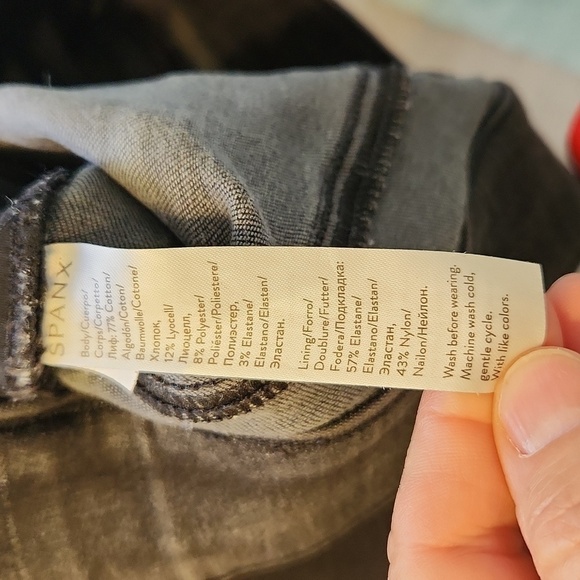 SPANX
Body/Cuerpo/
Corps/Corpetto/
Лиф: 77% Cotton/
Algodón/Coton/
Baumwolle/Cotone/
Хлопок,
12% Lyocell/
Лиоцелл,
8% Polyester/
Poliéster/Poliestere/
Полиэстер,
3% Elastane/
Elastano/Elastan/
Эластан.
Lining/Forro/
Doublure/Futter/
Fodera/Подкладка:
57% Elastane/
Elastano/Elastan/
Эластан,
43% Nylon/
Nailon/Нейлон.
Wash before wearing.
Machine wash cold,
gentle cycle.
With like colors.